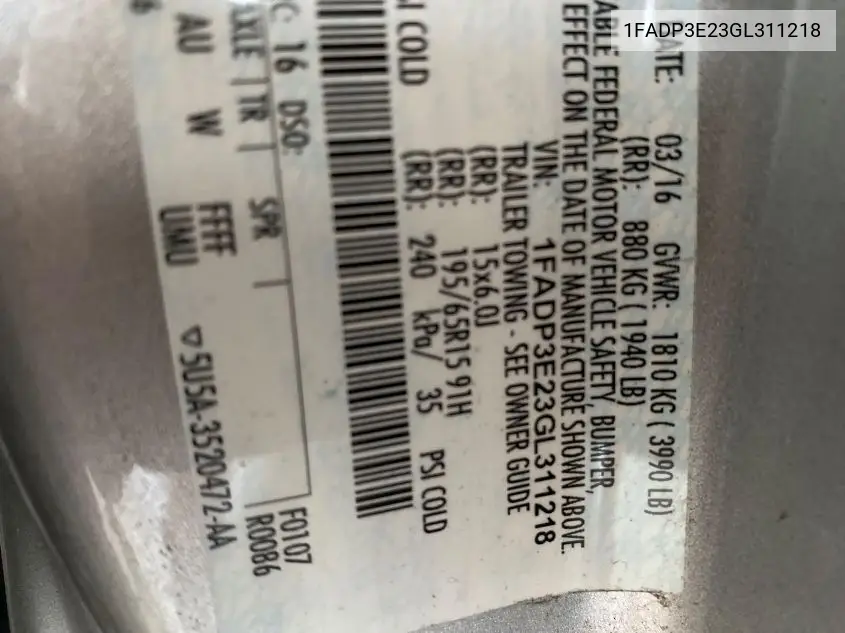 1FADP3E23GL311218
ATE: 03/16 GVWR: 1810 KG ( 3990 LB)
(RR): 880 KG ( 1940 LB)
ABLE FEDERAL MOTOR VEHICLE SAFETY, BUMPER,
EFFECT ON THE DATE OF MANUFACTURE SHOWN ABOVE.
VIN: 1FADP3E23GL311218
TRAILER TOWING - SEE OWNER GUIDE
(RR): 15x6.0J
(RR): 195/65R15 91H
SI COLD (RR): 240 kPa/ 35 PSI COLD
F0107
R0086
C: 16 DSO:
AXLE TR SPR
AU W FFFF
UMU
5U5A-3520472-AA